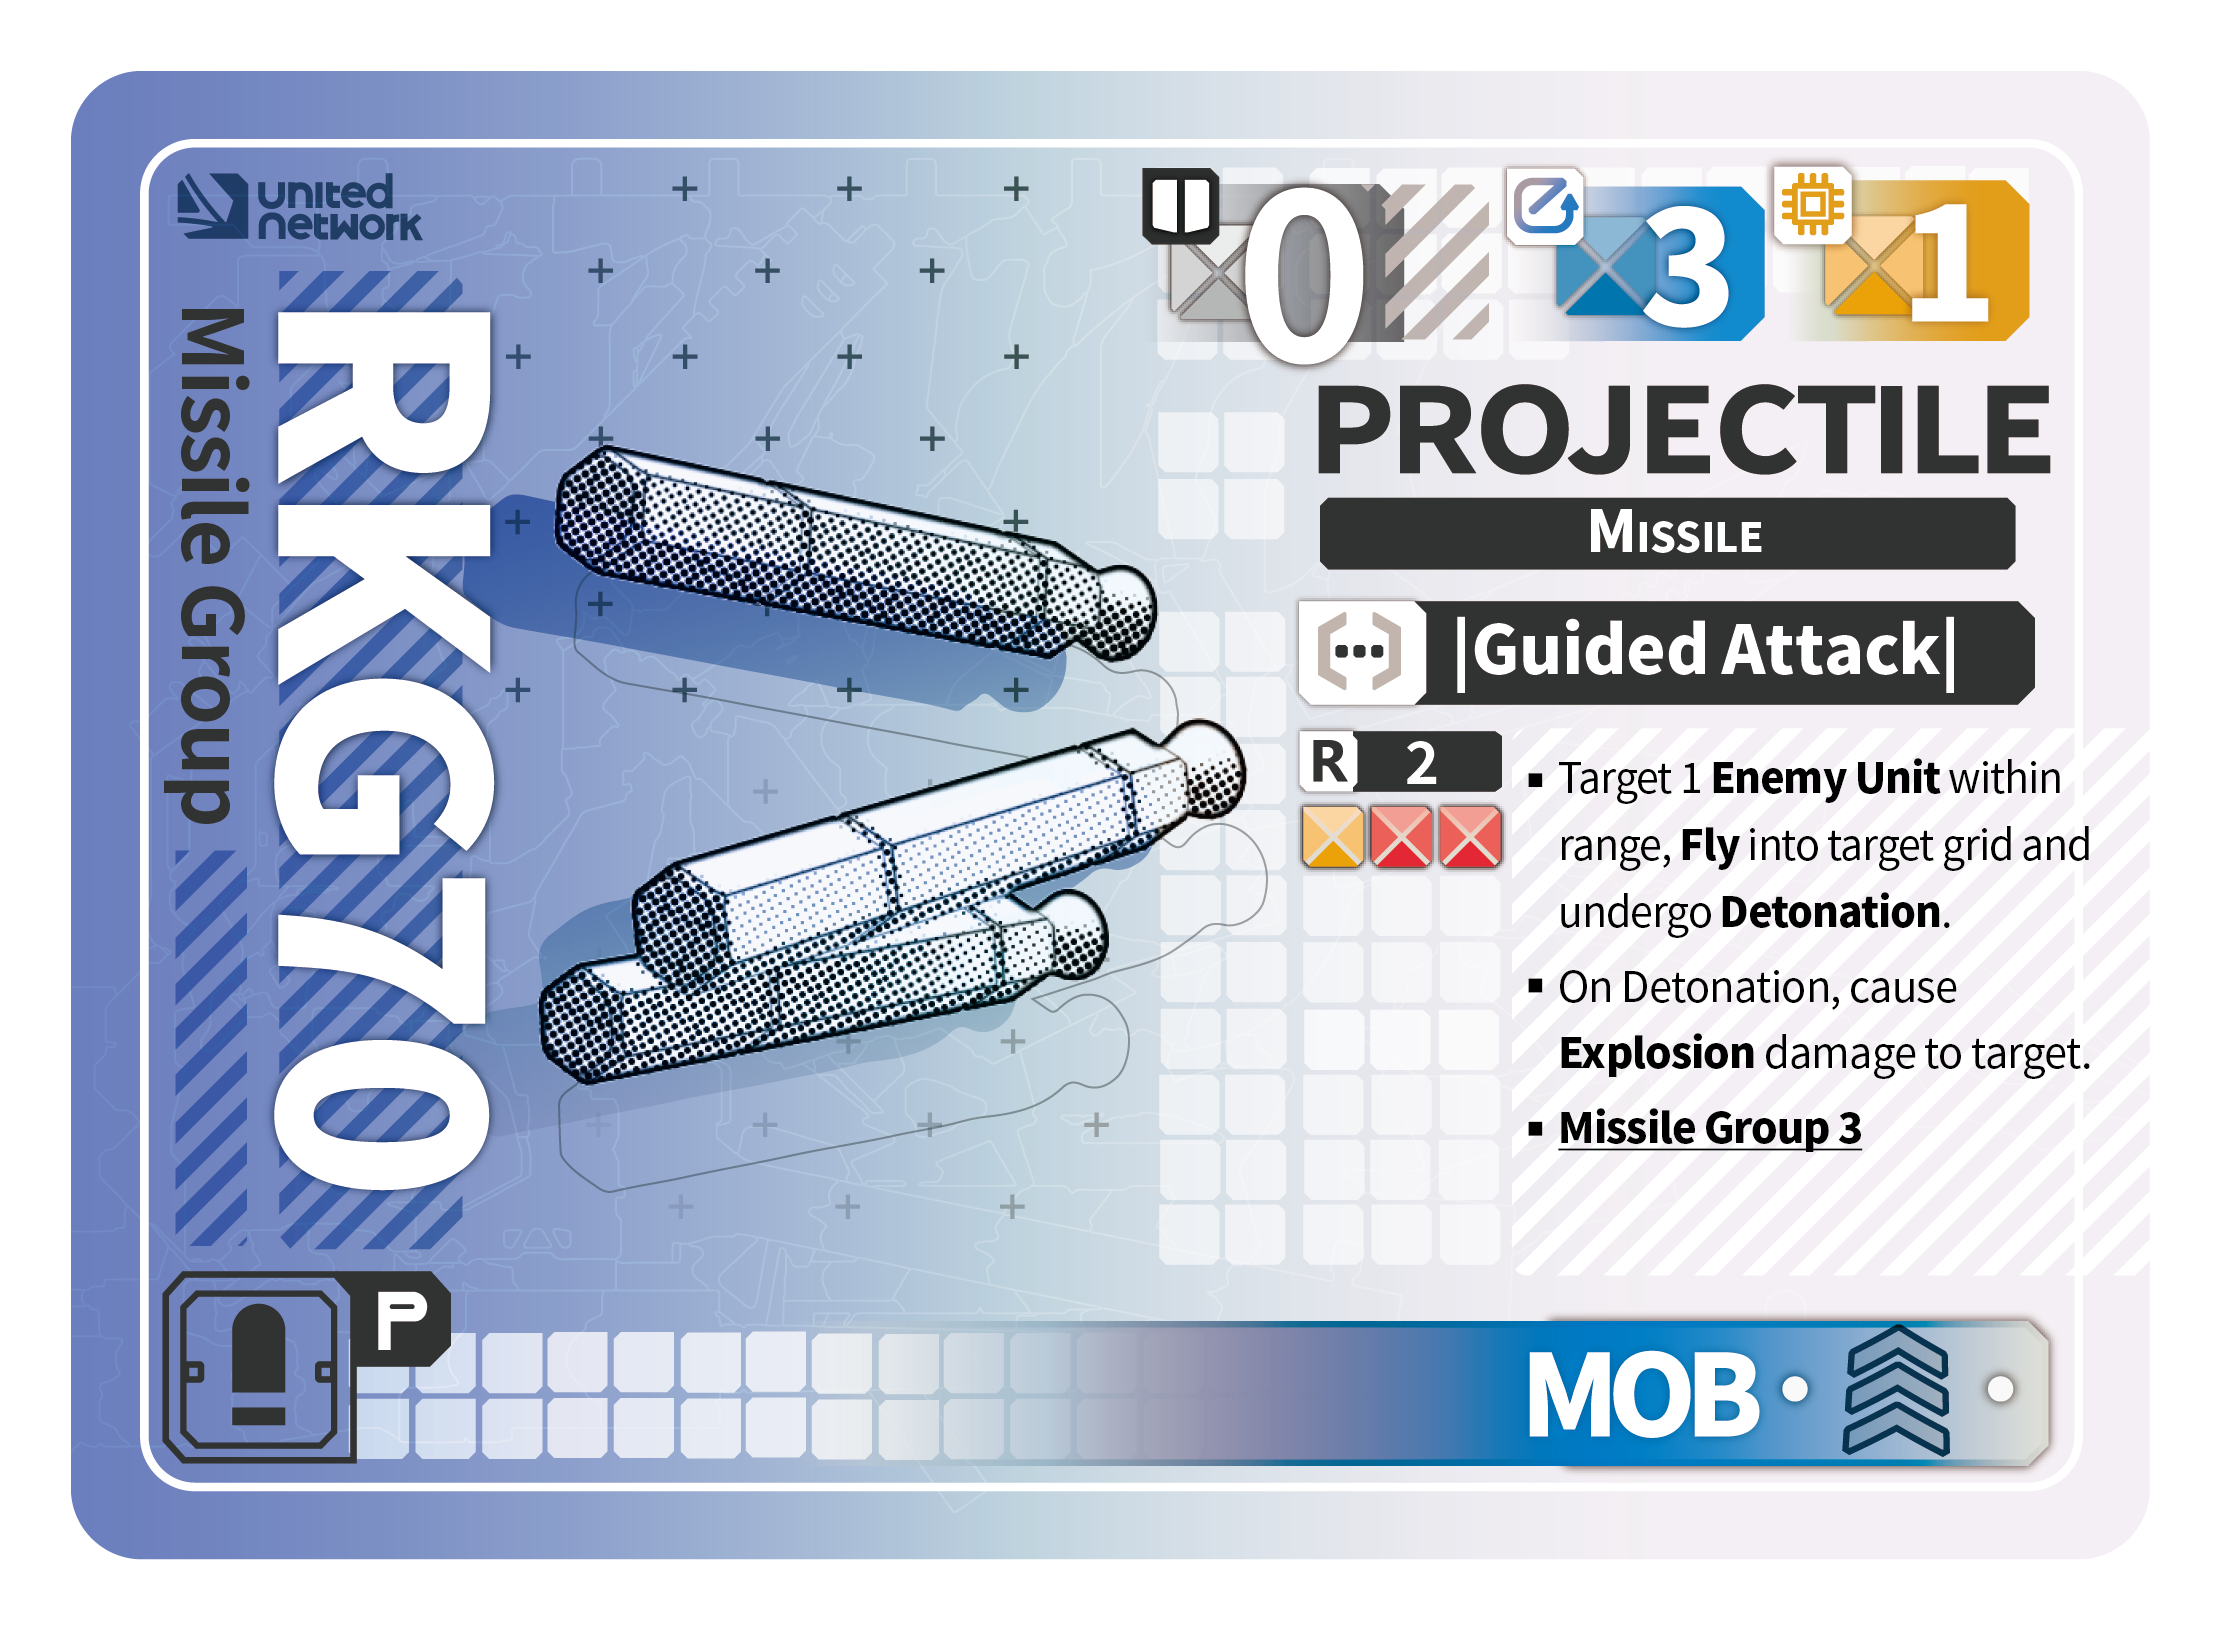 united
network
Missile Group
RKG70
0
3
1
PROJECTILE
Missile
|Guided Attack|
R 2
▪ Target 1 Enemy Unit within
range, Fly into target grid and
undergo Detonation.
▪ On Detonation, cause
Explosion damage to target.
▪ Missile Group 3
P
MOB